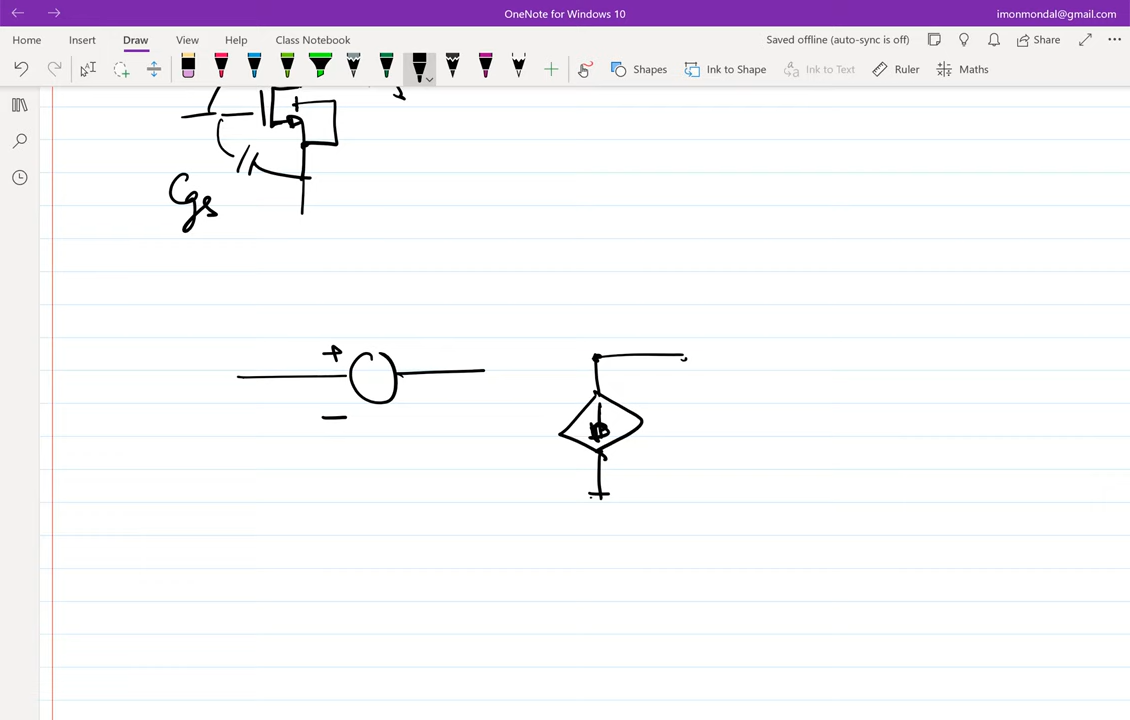 OneNote for Windows 10
imonmondal@gmail.com
Home Insert Draw View Help Class Notebook
Saved offline (auto-sync is off)
Share
Shapes
Ink to Shape
Ink to Text
Ruler
Maths
Cgs
+
−